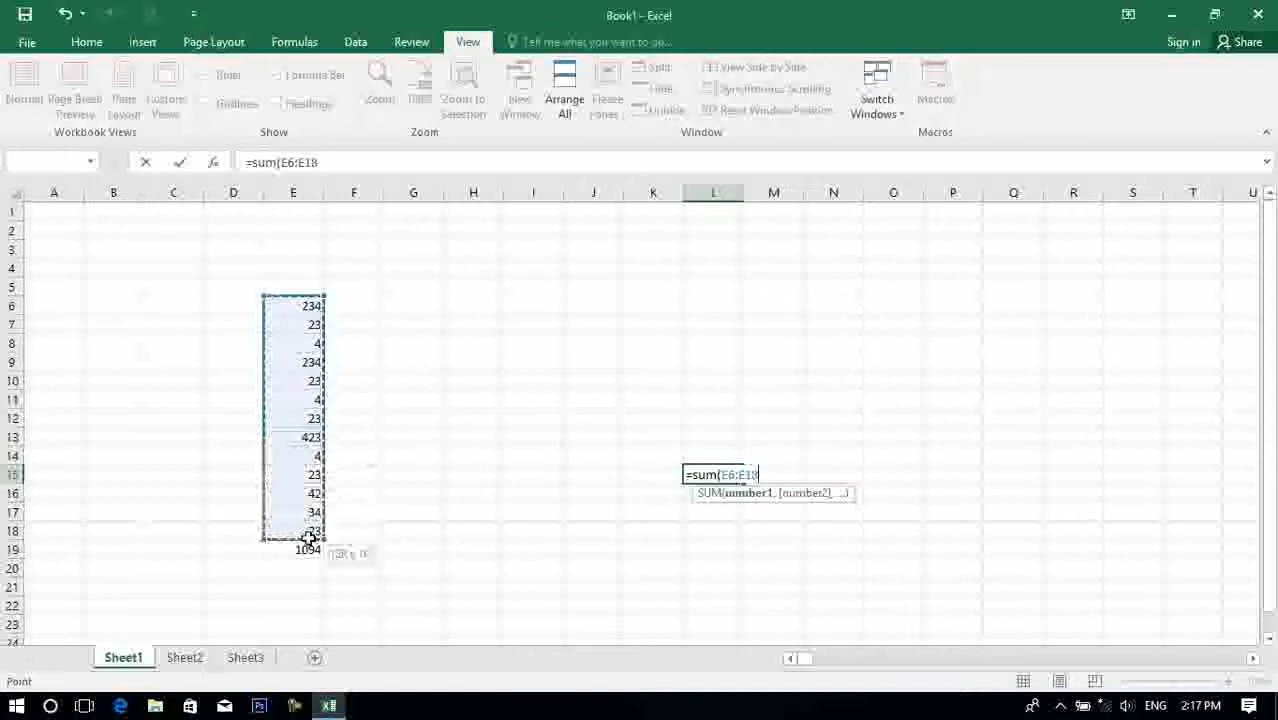 Book1 - Excel
File Home Insert Page Layout Formulas Data Review View Tell me what you want to do... Sign in Share
Normal Page Break Preview Page Layout Custom Views
Ruler Formula Bar
Gridlines Headings
Zoom 100% Zoom to Selection
New Window Arrange All Freeze Panes
Split View Side by Side
Hide Synchronous Scrolling
Unhide Reset Window Position
Switch Windows Macros
Workbook Views Show Zoom Window Macros
fx =sum(E6:E18
A B C D E F G H I J K L M N O P Q R S T U
1
2
3
4
5
6 234
7 23
8 4
9 234
10 23
11 4
12 23
13 423
14 4
15 23 =sum(E6:E18
16 42 SUM(number1, [number2], ...)
17 34
18 23
19 1094
20
21
22
23
24
Sheet1 Sheet2 Sheet3
Point
ENG 2:17 PM